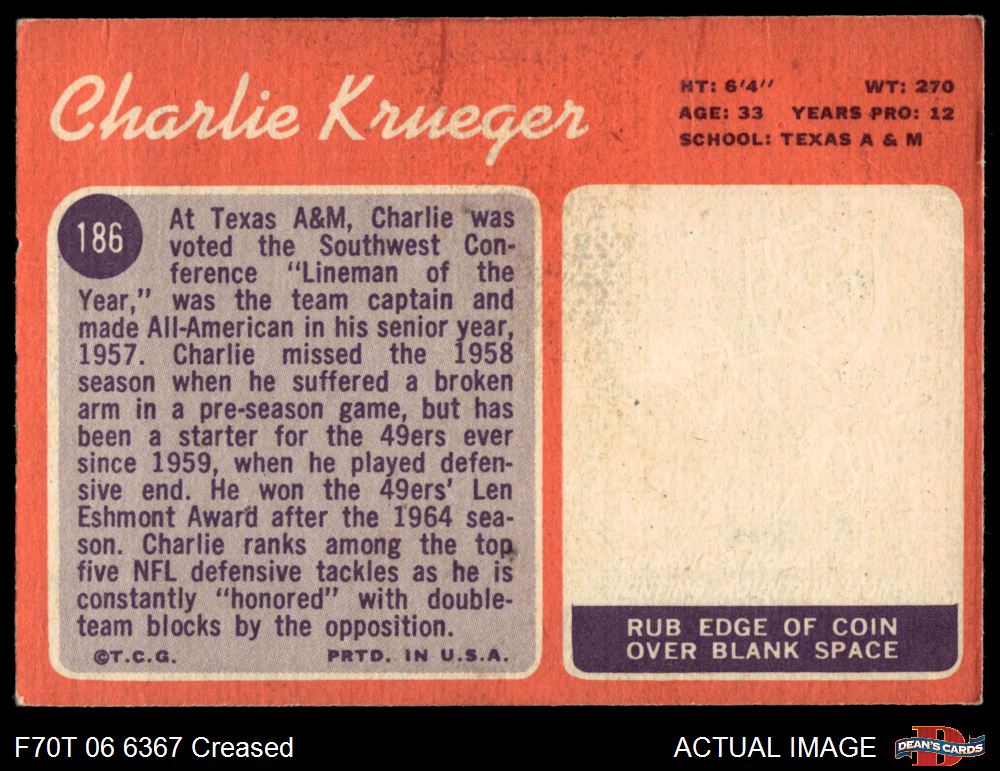 Charlie Krueger
HT: 6'4'' WT: 270
AGE: 33 YEARS PRO: 12
SCHOOL: TEXAS A & M
186
At Texas A&M, Charlie was
voted the Southwest Con-
ference "Lineman of the
Year," was the team captain and
made All-American in his senior year,
1957. Charlie missed the 1958
season when he suffered a broken
arm in a pre-season game, but has
been a starter for the 49ers ever
since 1959, when he played defen-
sive end. He won the 49ers' Len
Eshmont Award after the 1964 sea-
son. Charlie ranks among the top
five NFL defensive tackles as he is
constantly "honored" with double-
team blocks by the opposition.
©T.C.G. PRTD. IN U.S.A.
RUB EDGE OF COIN
OVER BLANK SPACE
F70T 06 6367 Creased
ACTUAL IMAGE
D
DEAN'S CARDS